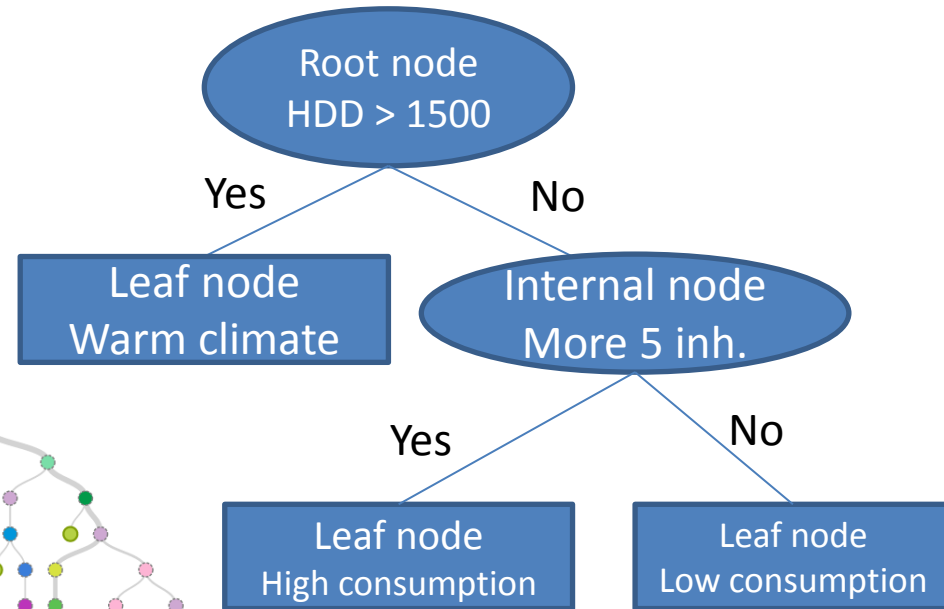 Root node
HDD > 1500
Yes
No
Leaf node
Warm climate
Internal node
More 5 inh.
Yes
No
Leaf node
High consumption
Leaf node
Low consumption